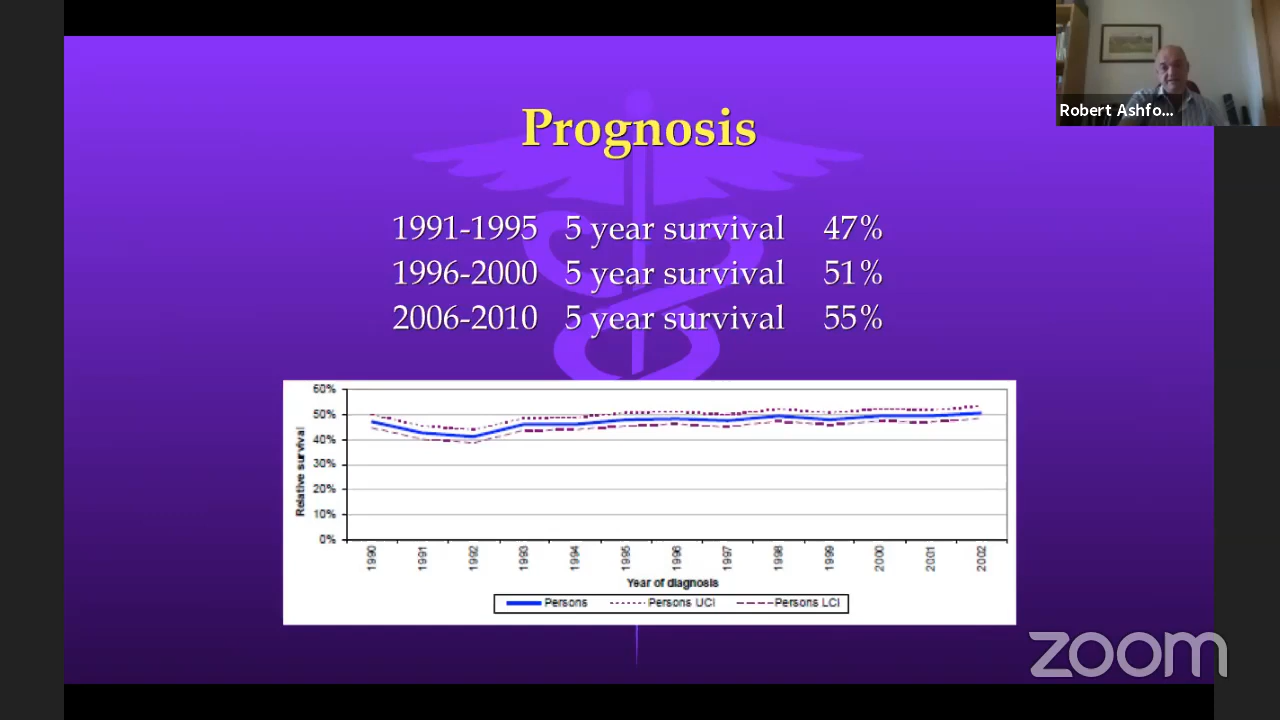 Robert Ashfo...
Prognosis
1991-1995 5 year survival 47%
1996-2000 5 year survival 51%
2006-2010 5 year survival 55%
60%
50%
40%
30%
20%
10%
0%
Relative survival
1990 1991 1992 1993 1994 1995 1996 1997 1998 1999 2000 2001 2002
Year of diagnosis
Persons Persons UCI Persons LCI
zoom